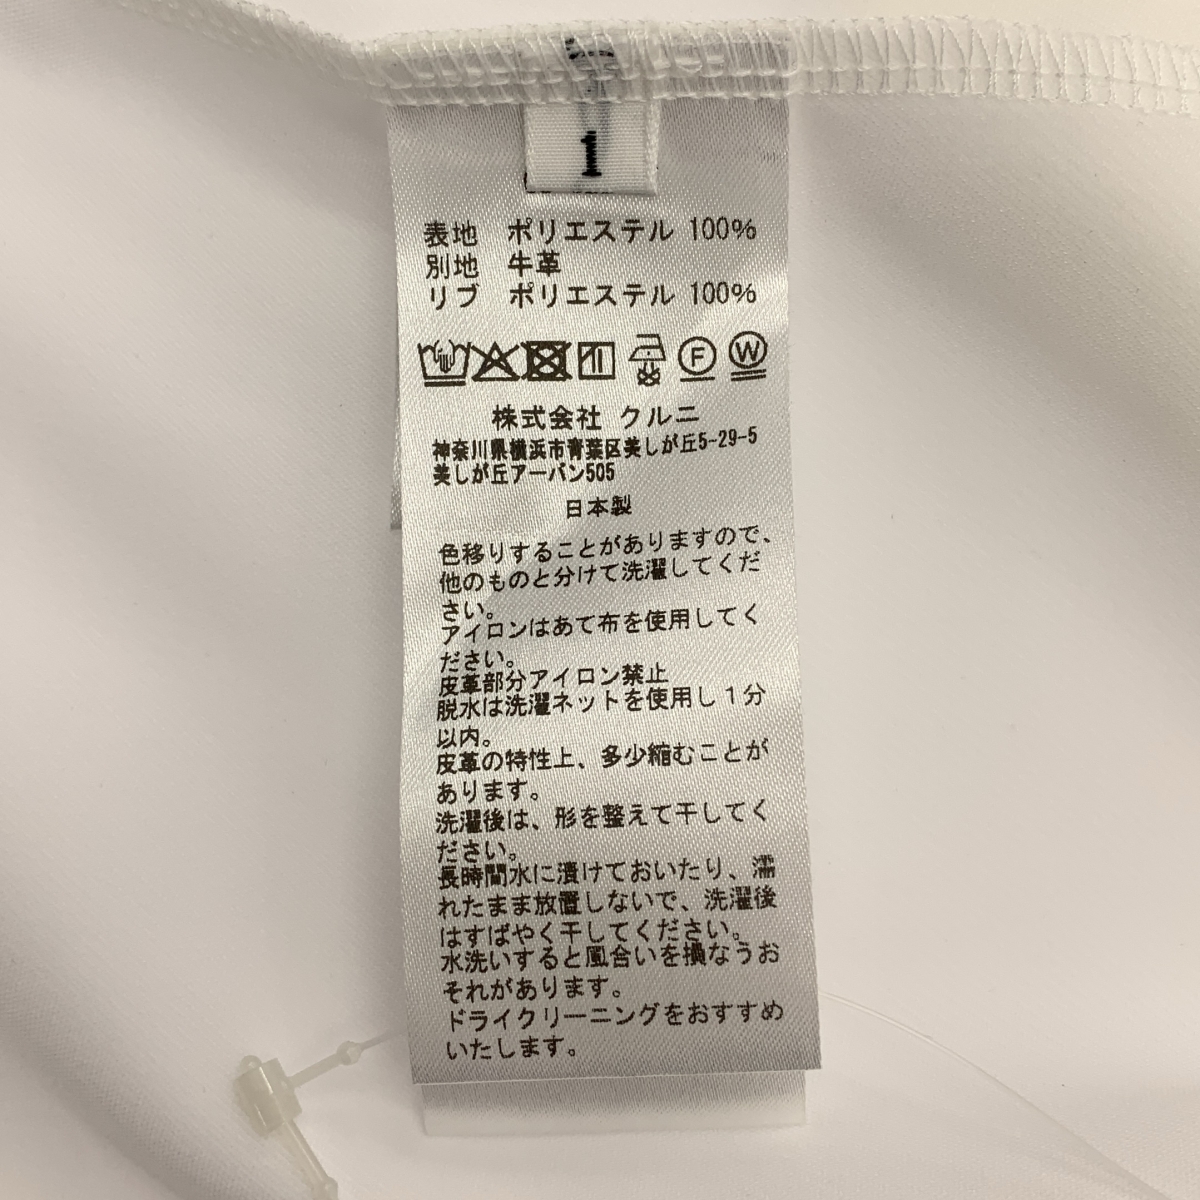 1
表地 ポリエステル 100%
別地 牛革
リブ ポリエステル 100%
F W
株式会社 クルニ
神奈川県横浜市青葉区美しが丘5-29-5
美しが丘アーバン505
日本製
色移りすることがありますので、
他のものと分けて洗濯してくだ
さい。
アイロンはあて布を使用してく
ださい。
皮革部分アイロン禁止
脱水は洗濯ネットを使用し1分
以内。
皮革の特性上、多少縮むことが
あります。
洗濯後は、形を整えて干してく
ださい。
長時間水に漬けておいたり、濡
れたまま放置しないで、洗濯後
はすばやく干してください。
水洗いすると風合いを損なうお
それがあります。
ドライクリーニングをおすすめ
いたします。